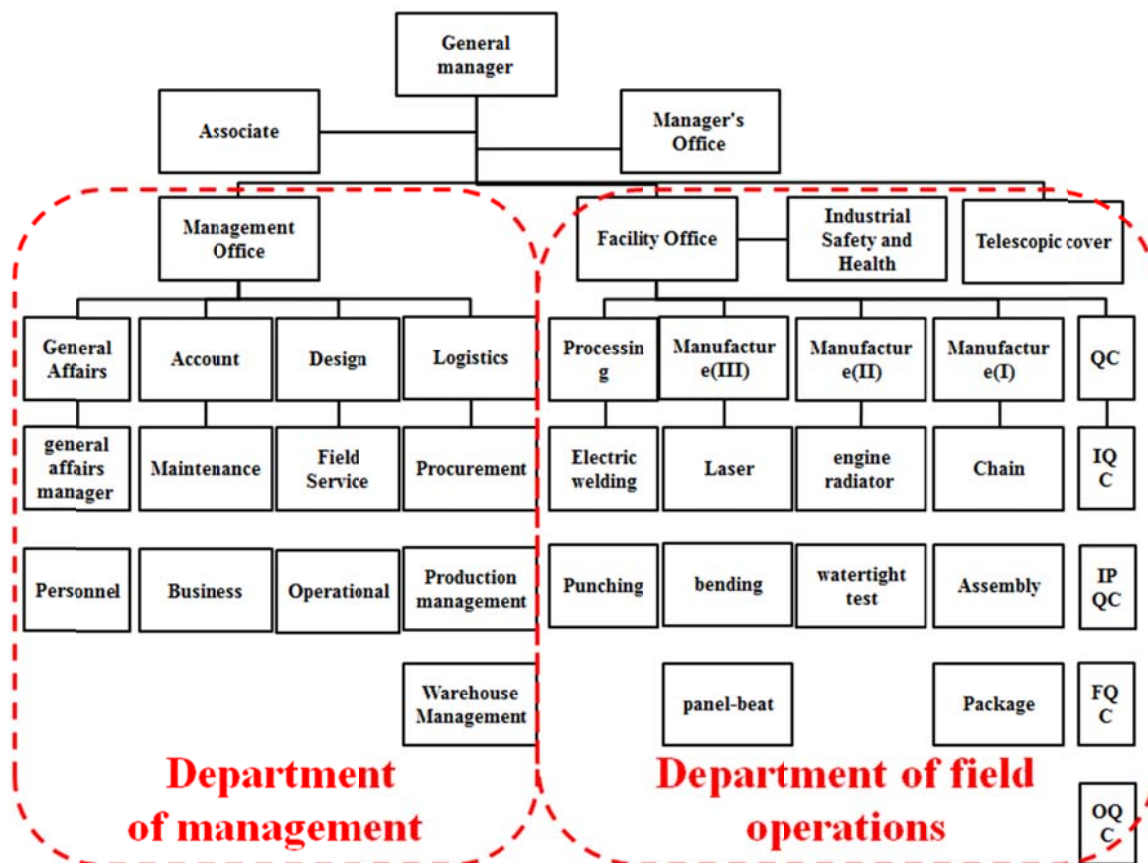 General
manager
Associate
Manager's
Office
Management
Office
Facility Office
Industrial
Safety and
Health
Telescopic cover
General
Affairs
Account
Design
Logistics
Processin
g
Manufactur
e(III)
Manufactur
e(II)
Manufactur
e(I)
QC
general
affairs
manager
Maintenance
Field
Service
Procurement
Electric
welding
Laser
engine
radiator
Chain
IQ
C
Personnel
Business
Operational
Production
management
Punching
bending
watertight
test
Assembly
IP
QC
Warehouse
Management
panel-beat
Package
FQ
C
Department
of management
Department of field
operations
OQ
C